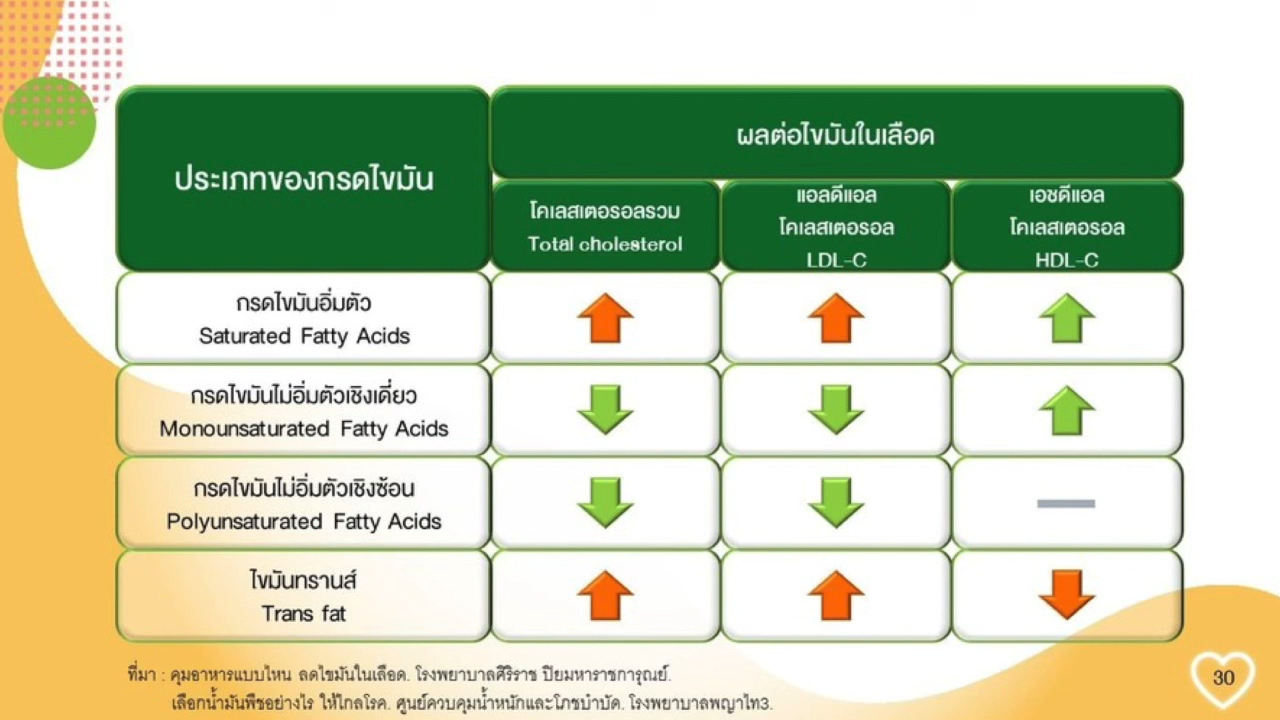 ประเภทของกรดไขมัน
ผลต่อไขมันในเลือด
โคเลสเตอรอลรวม
Total cholesterol
แอลดีแอล
โคเลสเตอรอล
LDL-C
เอชดีแอล
โคเลสเตอรอล
HDL-C
กรดไขมันอิ่มตัว
Saturated Fatty Acids
กรดไขมันไม่อิ่มตัวเชิงเดี่ยว
Monounsaturated Fatty Acids
กรดไขมันไม่อิ่มตัวเชิงซ้อน
Polyunsaturated Fatty Acids
ไขมันทรานส์
Trans fat
ที่มา : คุมอาหารแบบไหน ลดไขมันในเลือด. โรงพยาบาลศิริราช ปิยมหาราชการุณย์.
เลือกน้ำมันพืชอย่างไร ให้ไกลโรค. ศูนย์ควบคุมน้ำหนักและโภชบำบัด. โรงพยาบาลพญาไท3.
30